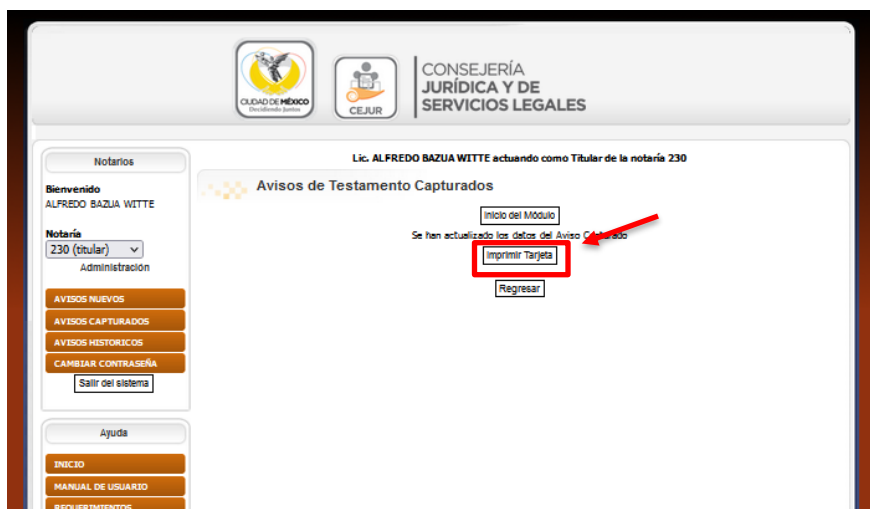 CIUDAD DE MÉXICO
Decidiendo Juntos
CEJUR
CONSEJERÍA
JURÍDICA Y DE
SERVICIOS LEGALES
Notarios
Bienvenido
ALFREDO BAZUA WITTE
Notaría
230 (titular)
Administración
AVISOS NUEVOS
AVISOS CAPTURADOS
AVISOS HISTORICOS
CAMBIAR CONTRASEÑA
Salir del sistema
Ayuda
INICIO
MANUAL DE USUARIO
REQUERIMIENTOS
Lic. ALFREDO BAZUA WITTE actuando como Titular de la notaría 230
Avisos de Testamento Capturados
Inicio del Módulo
Se han actualizado los datos del Aviso Capturado
Imprimir Tarjeta
Regresar